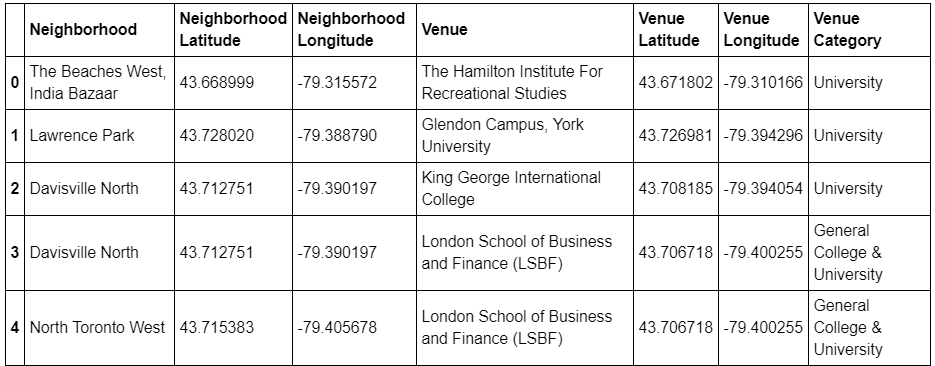 Neighborhood Neighborhood Latitude Neighborhood Longitude Venue Venue Latitude Venue Longitude Venue Category
0 The Beaches West, India Bazaar 43.668999 -79.315572 The Hamilton Institute For Recreational Studies 43.671802 -79.310166 University
1 Lawrence Park 43.728020 -79.388790 Glendon Campus, York University 43.726981 -79.394296 University
2 Davisville North 43.712751 -79.390197 King George International College 43.708185 -79.394054 University
3 Davisville North 43.712751 -79.390197 London School of Business and Finance (LSBF) 43.706718 -79.400255 General College & University
4 North Toronto West 43.715383 -79.405678 London School of Business and Finance (LSBF) 43.706718 -79.400255 General College & University